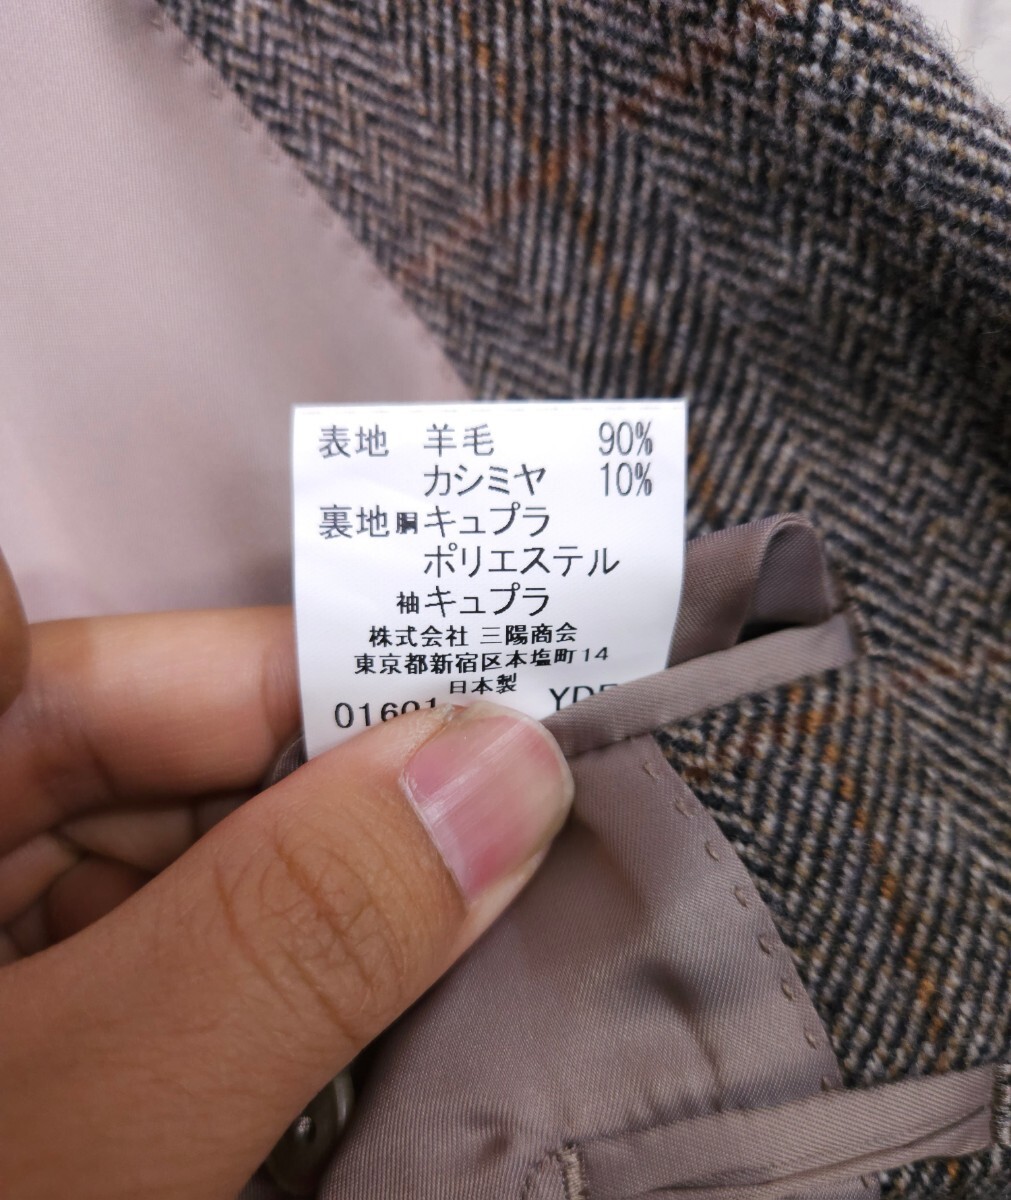 表地 羊毛 90%
カシミヤ 10%
裏地 胴 キュプラ
ポリエステル
袖 キュプラ
株式会社 三陽商会
東京都新宿区本塩町14
日本製